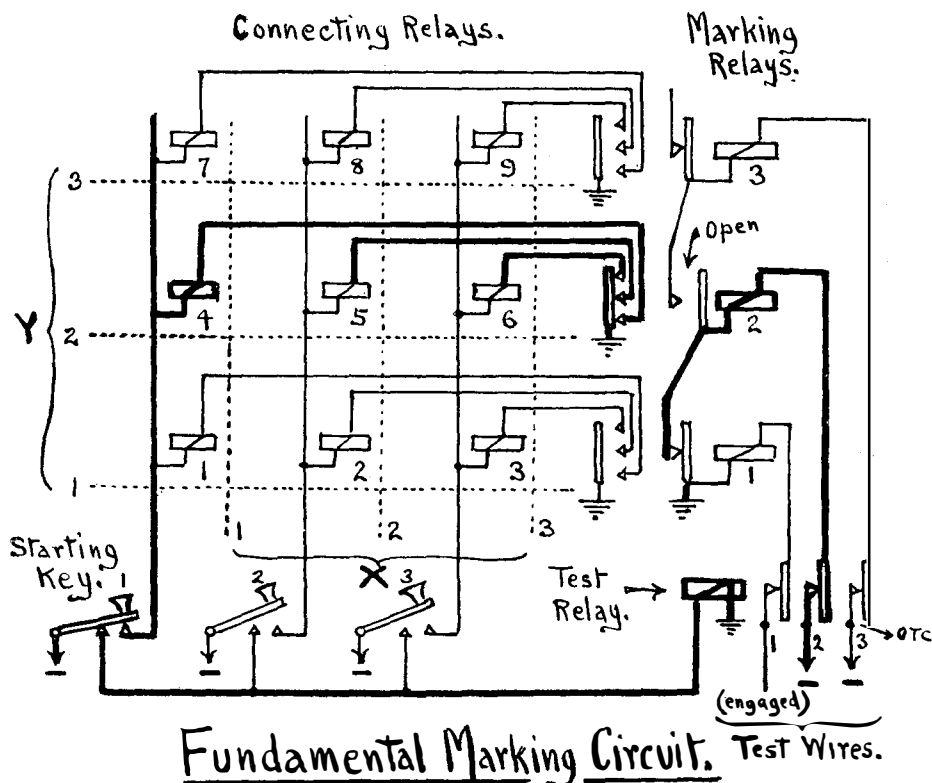 Connecting Relays.
Marking
Relays.
7
8
9
3
3
Open
Y
4
5
6
2
2
1
2
3
1
1
1
2
3
X
Starting
Key. 1
2
3
Test
Relay.
1
2
3
OTC
(engaged)
Fundamental Marking Circuit.
Test Wires.